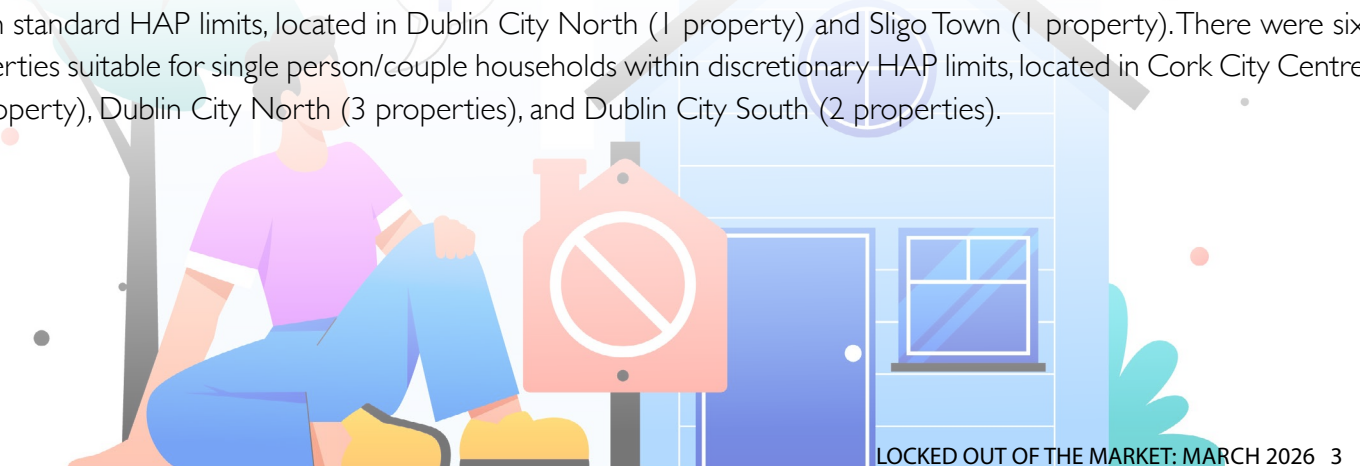 standard HAP limits, located in Dublin City North (1 property) and Sligo Town (1 property). There were six
suitable for single person/couple households within discretionary HAP limits, located in Cork City Centre
Dublin City North (3 properties), and Dublin City South (2 properties).
LOCKED OUT OF THE MARKET: MARCH 2026 3